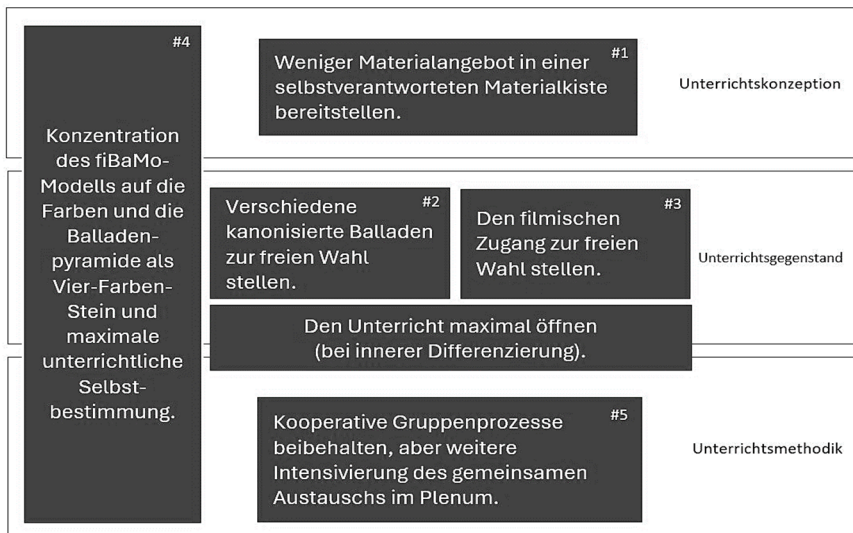 #4
Konzentration
des fiBaMo-
Modells auf die
Farben und die
Balladen-
pyramide als
Vier-Farben-
Stein und
maximale
unterrichtliche
Selbst-
bestimmung.
#1
Weniger Materialangebot in einer
selbstverantworteten Materialkiste
bereitstellen.
Unterrichtskonzeption
#2
Verschiedene
kanonisierte Balladen
zur freien Wahl
stellen.
#3
Den filmischen
Zugang zur freien
Wahl stellen.
Unterrichtsgegenstand
Den Unterricht maximal öffnen
(bei innerer Differenzierung).
#5
Kooperative Gruppenprozesse
beibehalten, aber weitere
Intensivierung des gemeinsamen
Austauschs im Plenum.
Unterrichtsmethodik